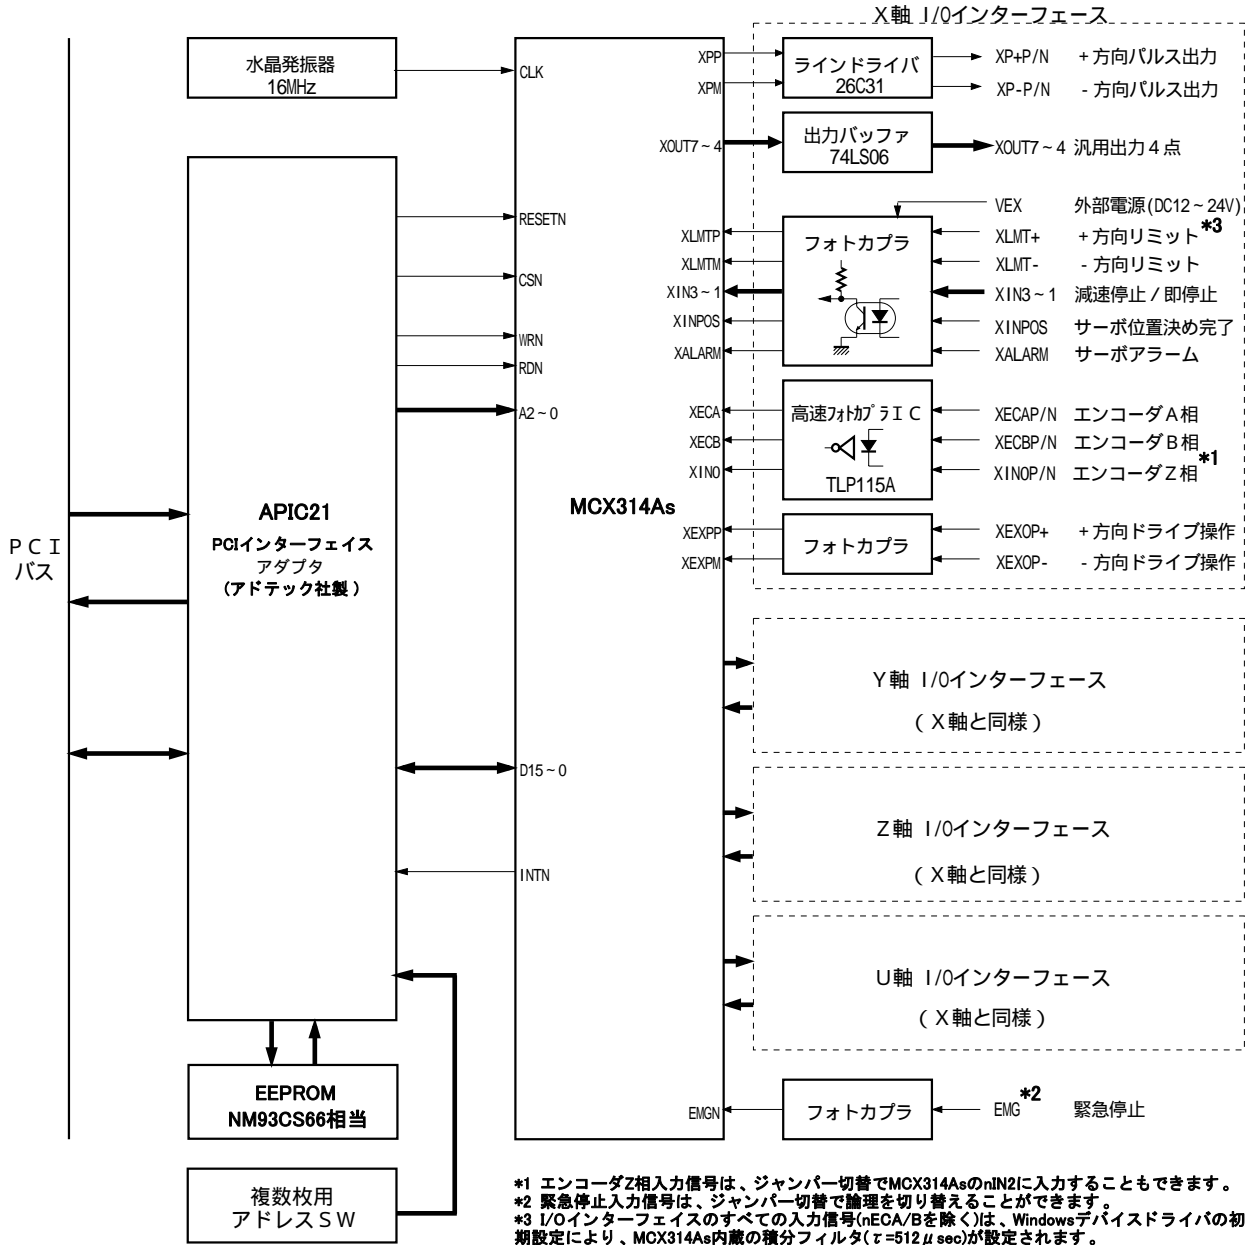 X軸 I/Oインターフェース
水晶発振器
16MHz
CLK
XPP
XPM
ラインドライバ
26C31
XP+P/N +方向パルス出力
XP-P/N -方向パルス出力
XOUT7~4
出力バッファ
74LS06
XOUT7~4 汎用出力4点
VEX 外部電源(DC12~24V)
RESETN
XLMTP
フォトカプラ
XLMT+ +方向リミット*3
XLMTM
XLMT- -方向リミット
CSN
XIN3~1
XIN3~1 減速停止/即停止
XINPOS
XINPOS サーボ位置決め完了
WRN
XALARM
XALARM サーボアラーム
RDN
A2~0
XECA
高速フォトカプラIC
XECAP/N エンコーダA相
XECB
XECBP/N エンコーダB相
XIN0
XIN0P/N エンコーダZ相*1
TLP115A
APIC21
PCIインターフェイス
アダプタ
(アドテック社製)
MCX314As
PCI
バス
XEXPP
フォトカプラ
XEXOP+ +方向ドライブ操作
XEXPM
XEXOP- -方向ドライブ操作
Y軸 I/Oインターフェース
(X軸と同様)
D15~0
Z軸 I/Oインターフェース
(X軸と同様)
INTN
U軸 I/Oインターフェース
(X軸と同様)
EEPROM
NM93CS66相当
EMGN
フォトカプラ
EMG*2 緊急停止
複数枚用
アドレスSW
*1 エンコーダZ相入力信号は、ジャンパー切替でMCX314AsのnIN2に入力することもできます。
*2 緊急停止入力信号は、ジャンパー切替で論理を切り替えることができます。
*3 I/Oインターフェイスのすべての入力信号(nECA/Bを除く)は、Windowsデバイスドライバの初
期設定により、MCX314As内蔵の積分フィルタ(τ=512μsec)が設定されます。